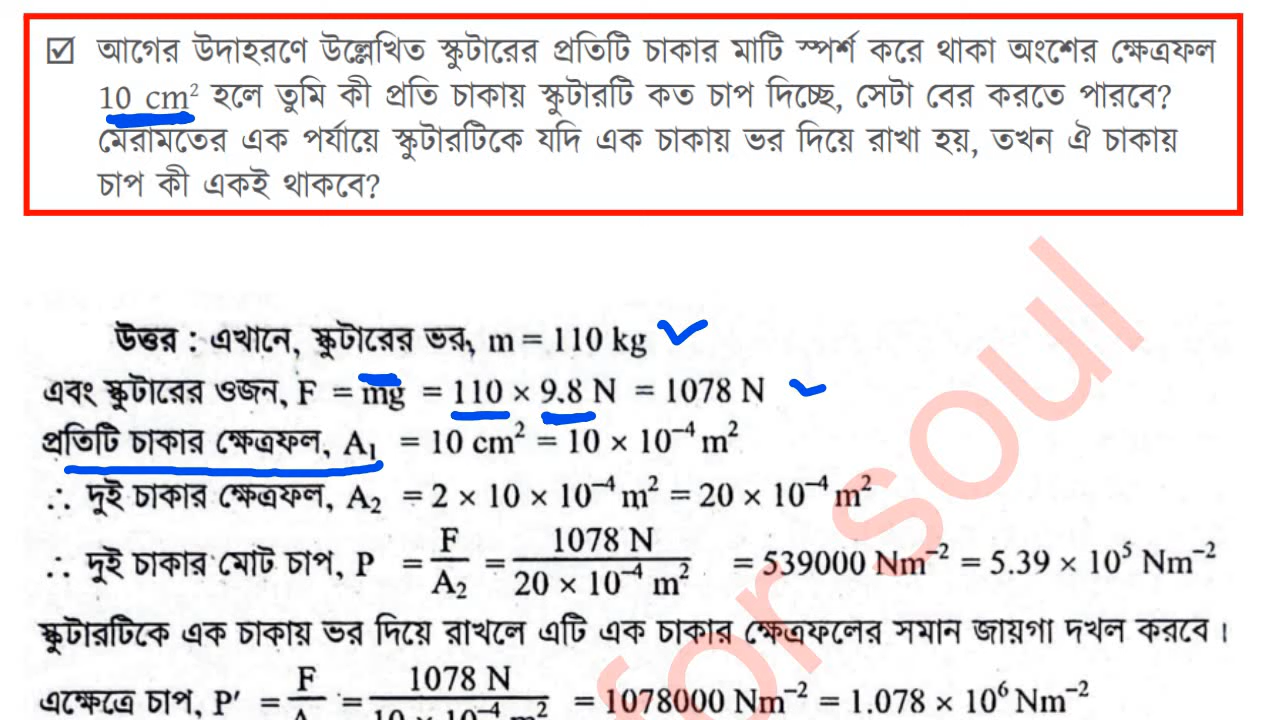 ☑ আগের উদাহরণে উল্লেখিত স্কুটারের প্রতিটি চাকার মাটি স্পর্শ করে থাকা অংশের ক্ষেত্রফল
10 cm² হলে তুমি কী প্রতি চাকায় স্কুটারটি কত চাপ দিচ্ছে, সেটা বের করতে পারবে?
মেরামতের এক পর্যায়ে স্কুটারটিকে যদি এক চাকায় ভর দিয়ে রাখা হয়, তখন ঐ চাকায়
চাপ কী একই থাকবে?
উত্তর : এখানে, স্কুটারের ভর, m = 110 kg
এবং স্কুটারের ওজন, F = mg = 110 × 9.8 N = 1078 N
প্রতিটি চাকার ক্ষেত্রফল, A₁ = 10 cm² = 10 × 10⁻⁴ m²
∴ দুই চাকার ক্ষেত্রফল, A₂ = 2 × 10 × 10⁻⁴ m² = 20 × 10⁻⁴ m²
∴ দুই চাকার মোট চাপ, P = F/A₂ = 1078 N / 20 × 10⁻⁴ m² = 539000 Nm⁻² = 5.39 × 10⁵ Nm⁻²
স্কুটারটিকে এক চাকায় ভর দিয়ে রাখলে এটি এক চাকার ক্ষেত্রফলের সমান জায়গা দখল করবে।
এক্ষেত্রে চাপ, P′ = F/A = 1078 N / 10 × 10⁻⁴ m² = 1078000 Nm⁻² = 1.078 × 10⁶ Nm⁻²
for soul